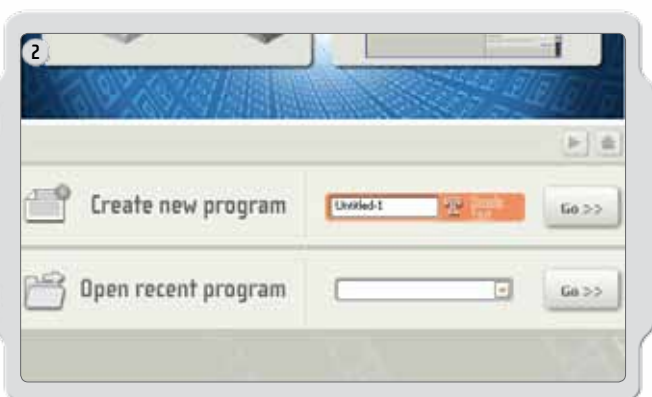 2
Create new program
Untitled-1
Go >>
Open recent program
Go >>